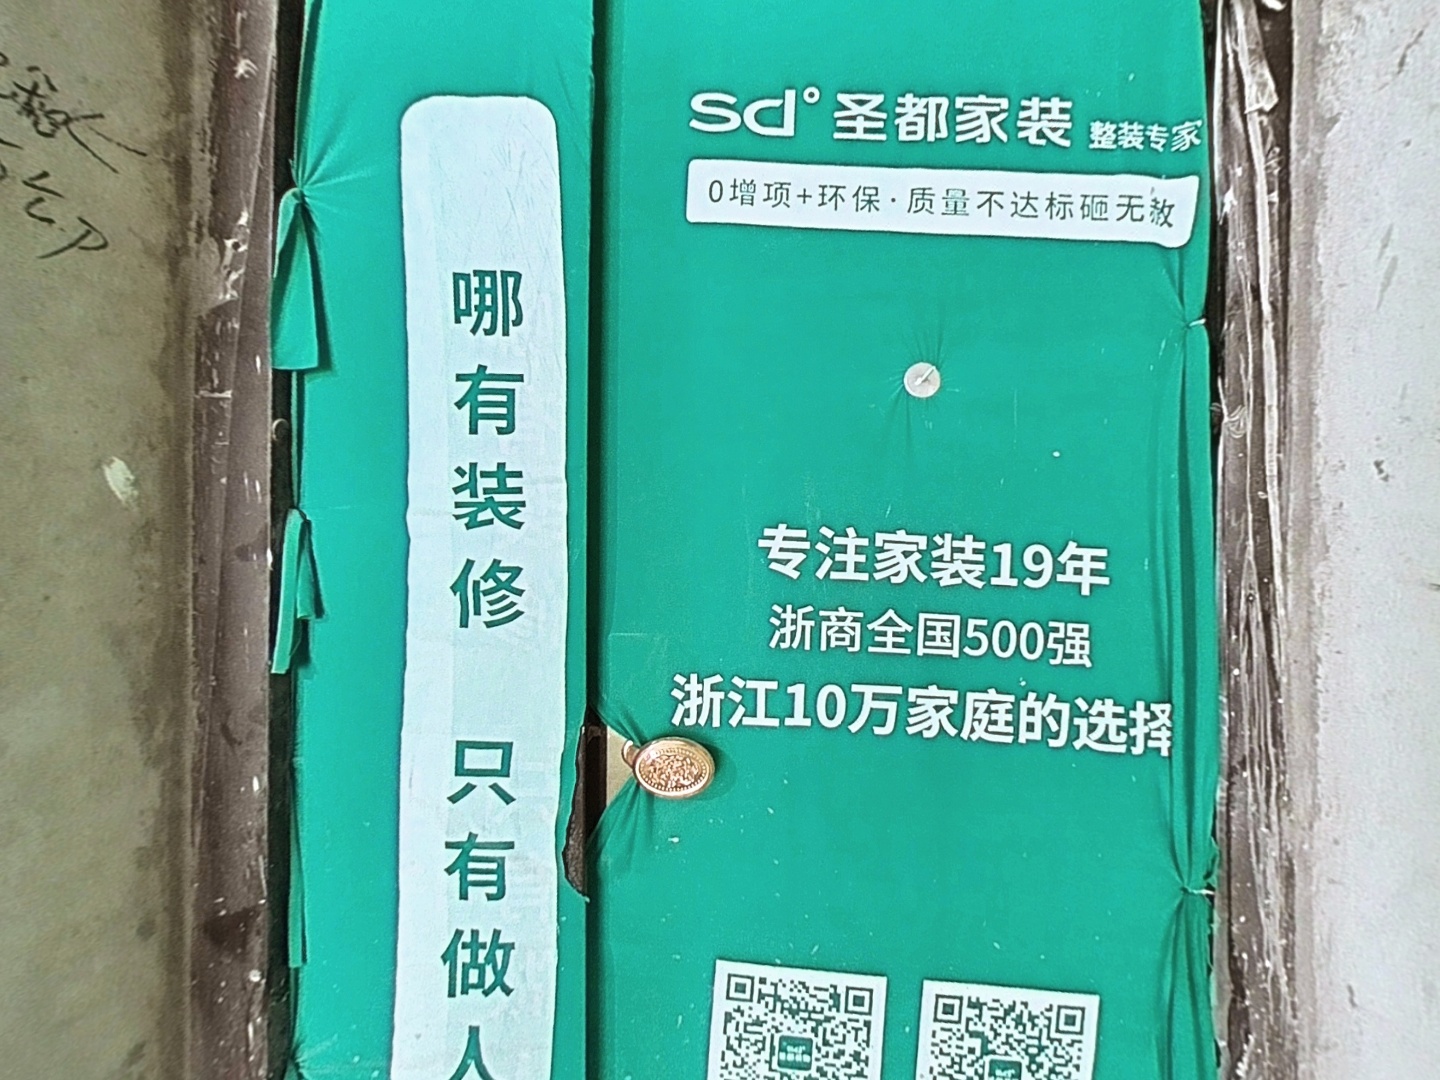 sd°圣都家装 整装专家
0增项+环保·质量不达标砸无赦
哪有装修 只有做人
专注家装19年
浙商全国500强
浙江10万家庭的选择